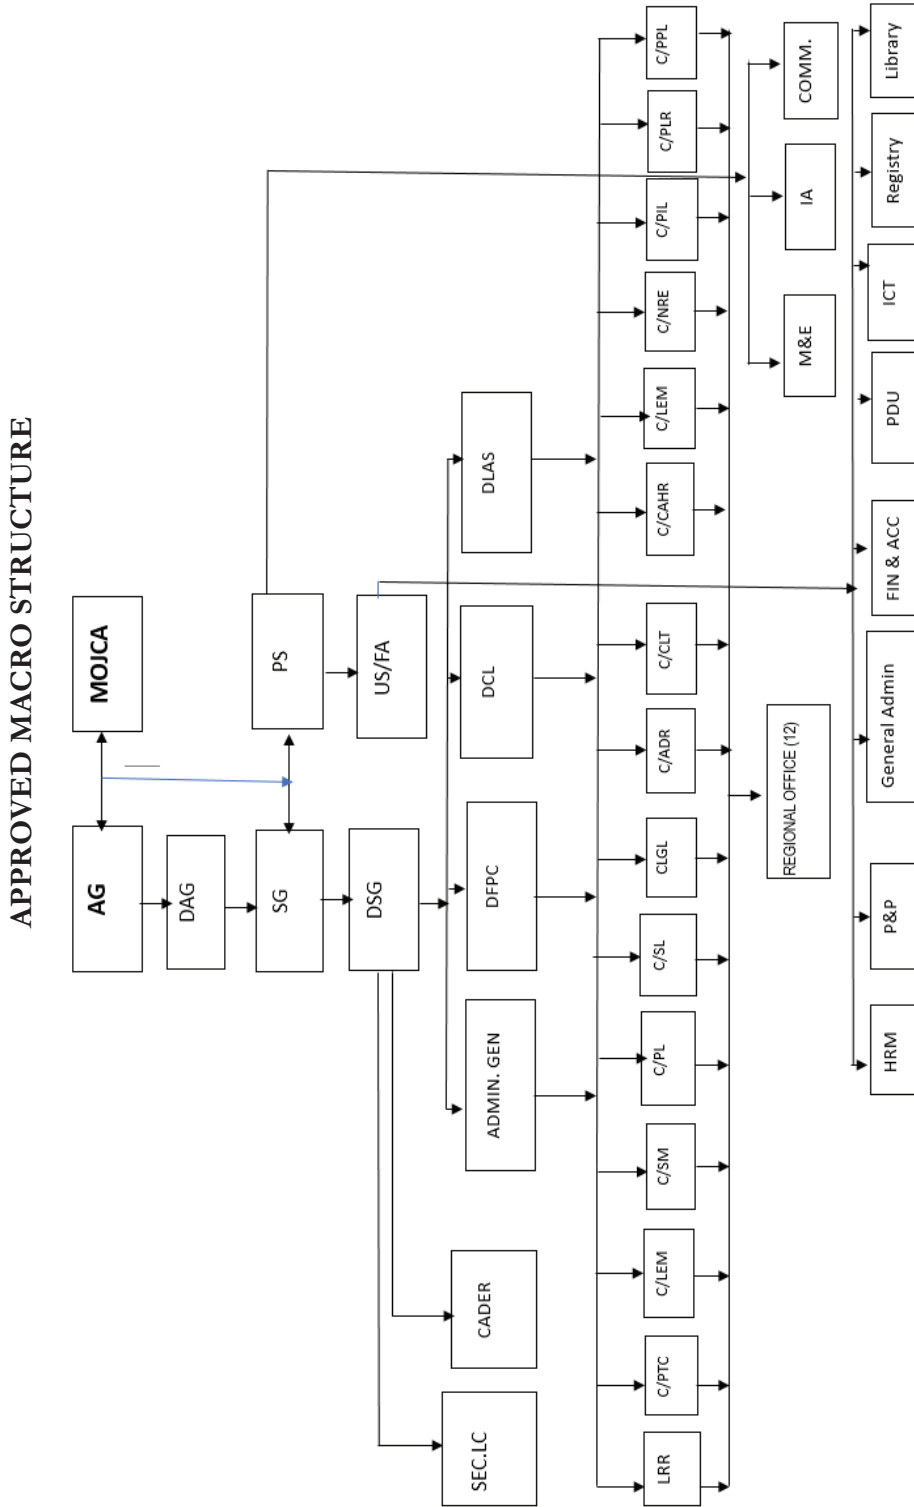 APPROVED MACRO STRUCTURE
AG
MOJCA
DAG
SG
PS
DSG
US/FA
SEC.LC
CADER
ADMIN. GEN
DFPC
DCL
DLAS
LRR
C/PTC
C/LEM
C/SM
C/PL
C/SL
CLGL
C/ADR
C/CLT
C/CAHR
C/LEM
C/NRE
C/PIL
C/PLR
C/PPL
REGIONAL OFFICE (12)
M&E
IA
COMM.
HRM
P&P
General Admin
FIN & ACC
PDU
ICT
Registry
Library